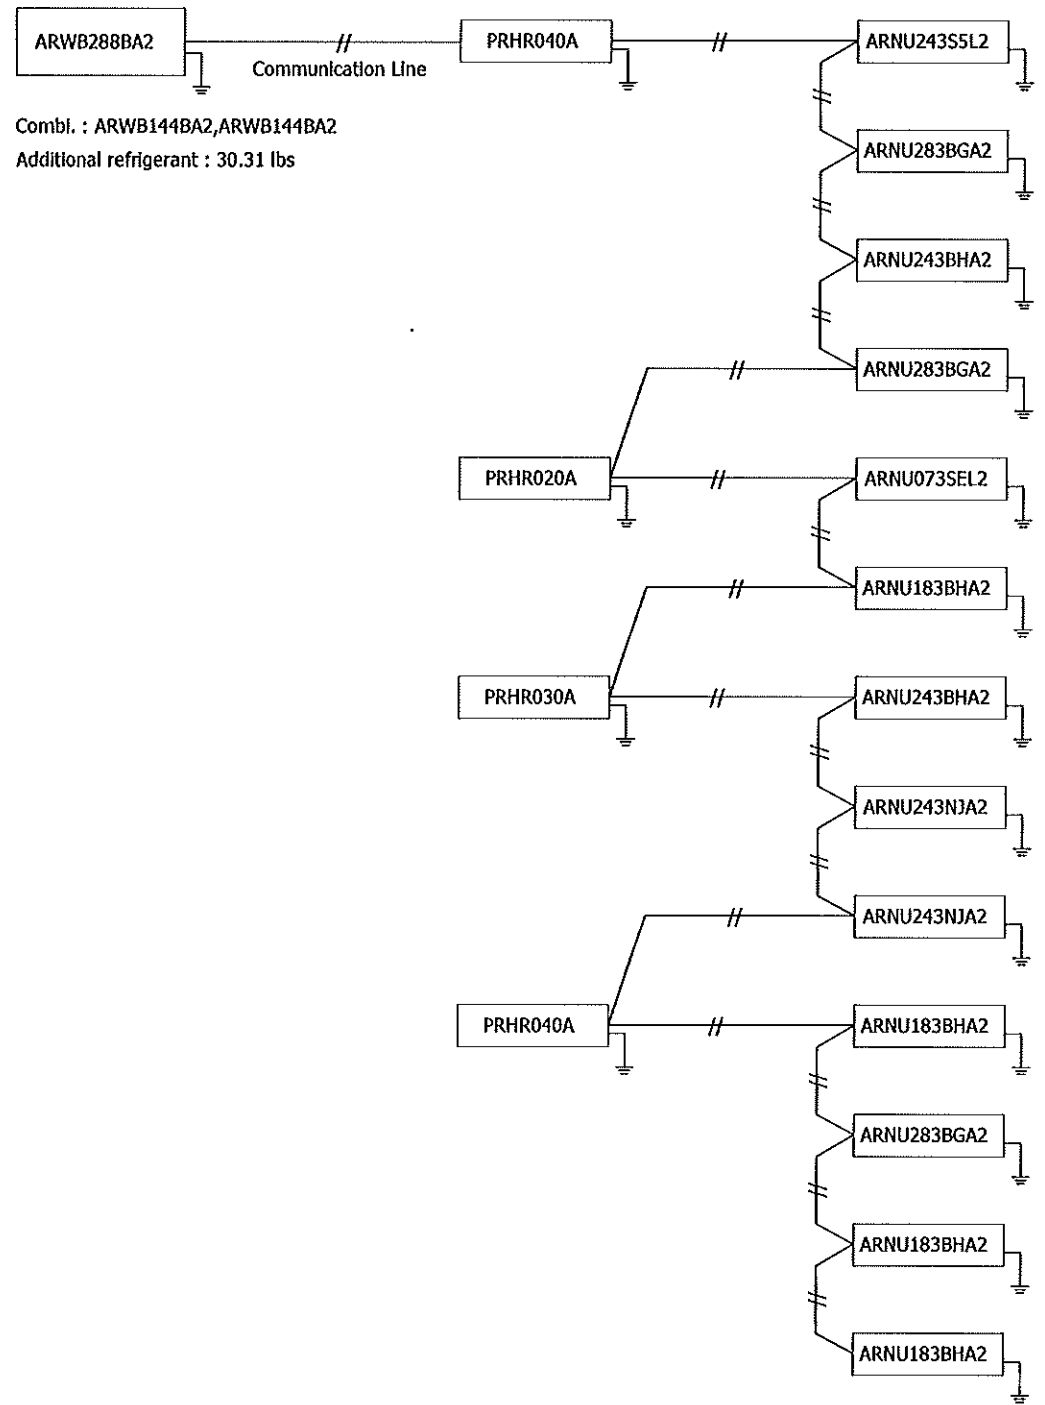 ARWB288BA2
PRHR040A
ARNU243S5L2
Communication Line
Combi. : ARWB144BA2,ARWB144BA2
Additional refrigerant : 30.31 lbs
ARNU283BGA2
ARNU243BHA2
ARNU283BGA2
PRHR020A
ARNU073SEL2
ARNU183BHA2
PRHR030A
ARNU243BHA2
ARNU243NJA2
ARNU243NJA2
PRHR040A
ARNU183BHA2
ARNU283BGA2
ARNU183BHA2
ARNU183BHA2